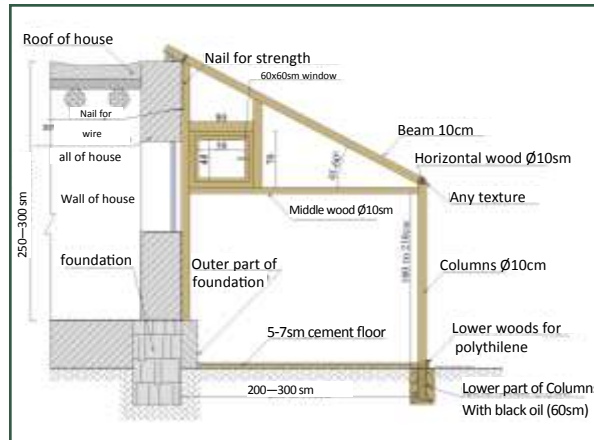 Roof of house
Nail for strength
60x60sm window
Nail for
wire
all of house
Wall of house
250—300 sm
foundation
Outer part of
foundation
Beam 10cm
Horizontal wood Ø10sm
Any texture
Middle wood Ø10sm
Columns Ø10cm
180 to 210
5-7sm cement floor
Lower woods for
polythilene
200—300 sm
Lower part of Columns
With black oil (60sm)